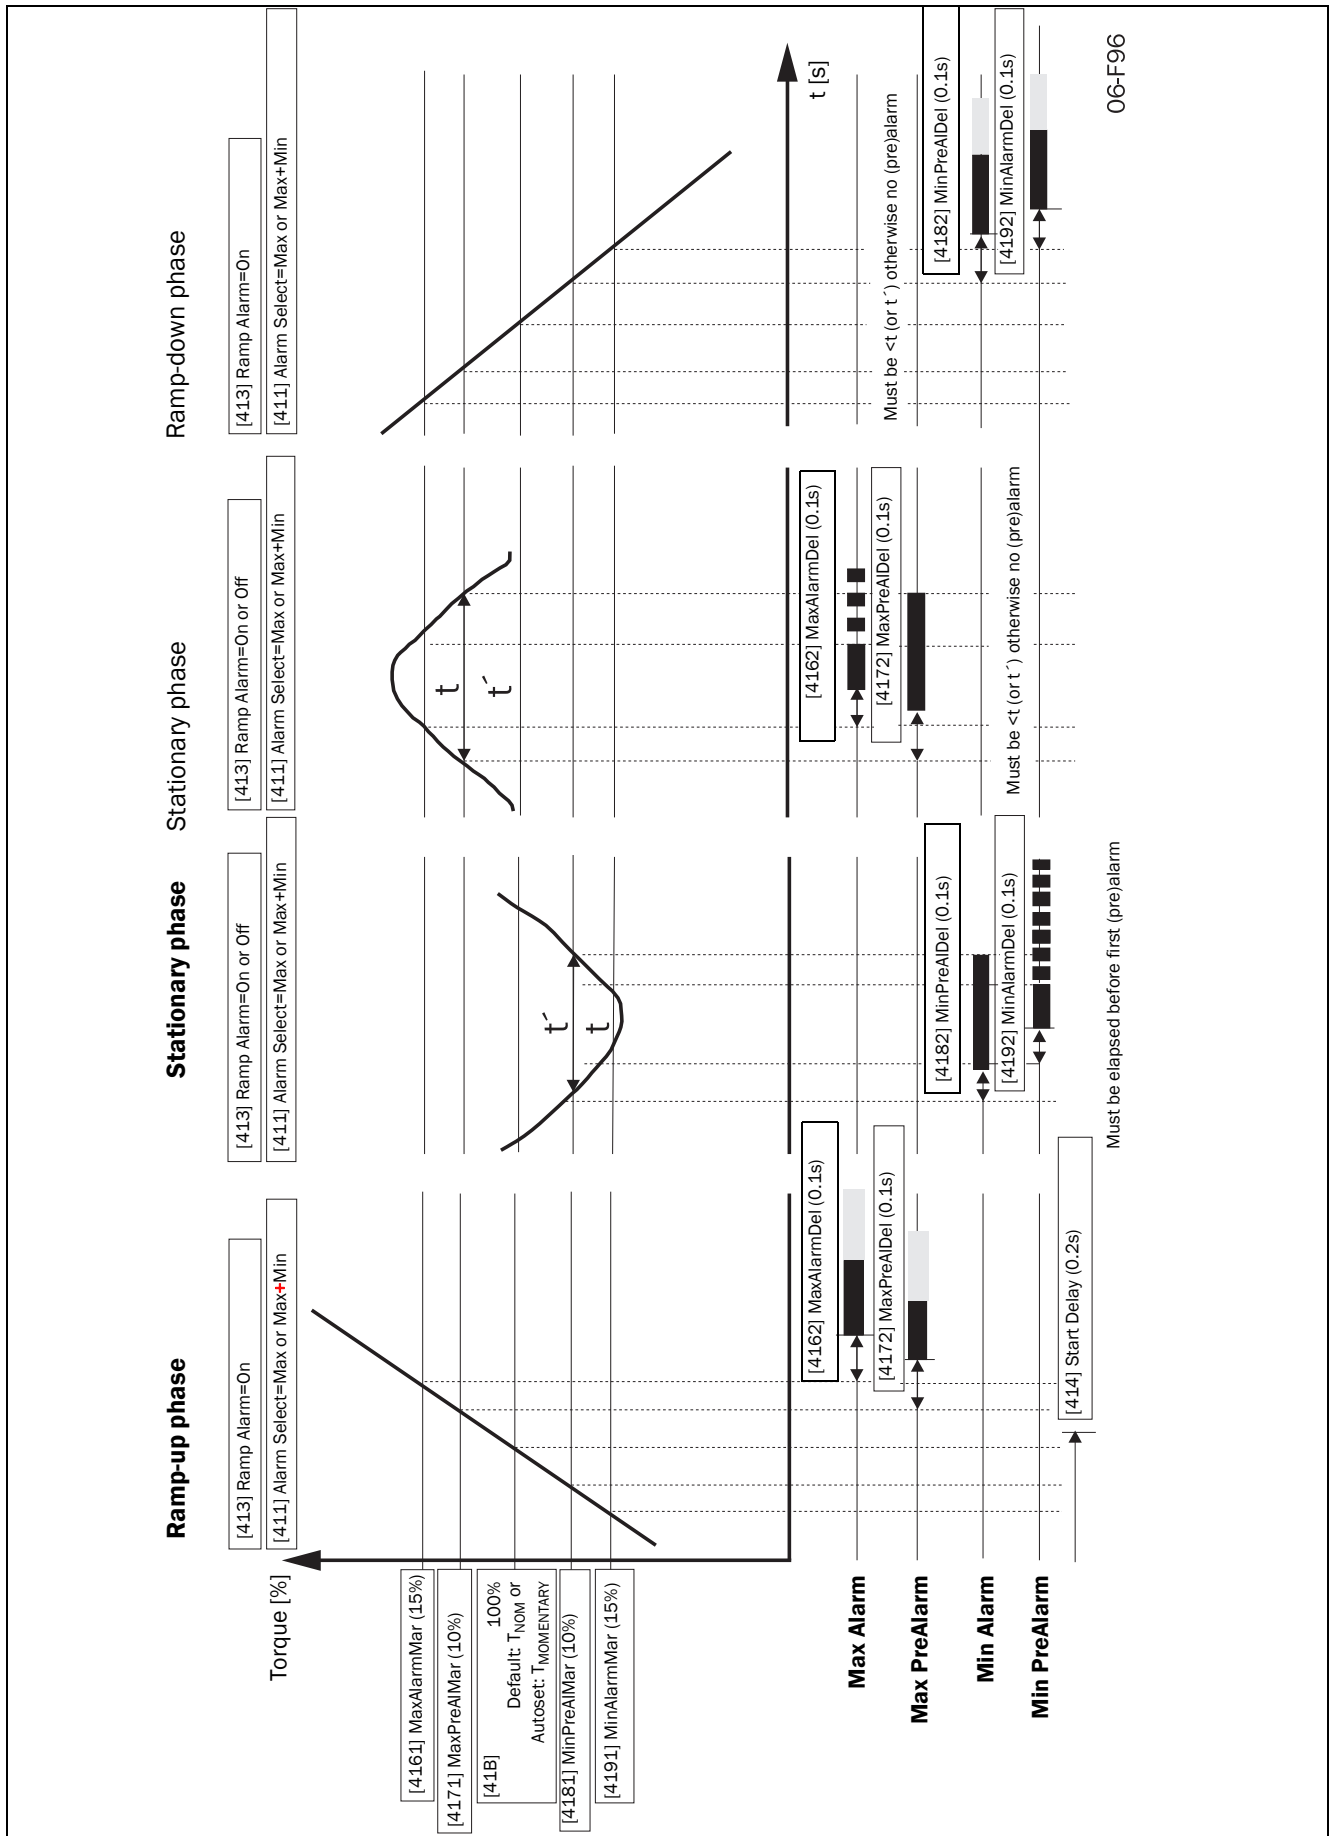 Ramp-up phase
Stationary phase
Stationary phase
Ramp-down phase
[413] Ramp Alarm=On
[411] Alarm Select=Max or Max+Min
[413] Ramp Alarm=On or Off
[411] Alarm Select=Max or Max+Min
[413] Ramp Alarm=On or Off
[411] Alarm Select=Max or Max+Min
[413] Ramp Alarm=On
[411] Alarm Select=Max or Max+Min
Torque [%]
[4161] MaxAlarmMar (15%)
[4171] MaxPreAlMar (10%)
[41B] 100%
Default: TNOM or
Autoset: TMOMENTARY
[4181] MinPreAlMar (10%)
[4191] MinAlarmMar (15%)
t´
t
t
t´
t [s]
Max Alarm
Max PreAlarm
Min Alarm
Min PreAlarm
[4162] MaxAlarmDel (0.1s)
[4172] MaxPreAlDel (0.1s)
[414] Start Delay (0.2s)
[4182] MinPreAlDel (0.1s)
[4192] MinAlarmDel (0.1s)
Must be elapsed before first (pre)alarm
[4162] MaxAlarmDel (0.1s)
[4172] MaxPreAlDel (0.1s)
Must be <t (or t´) otherwise no (pre)alarm
Must be <t (or t´) otherwise no (pre)alarm
[4182] MinPreAlDel (0.1s)
[4192] MinAlarmDel (0.1s)
06-F96